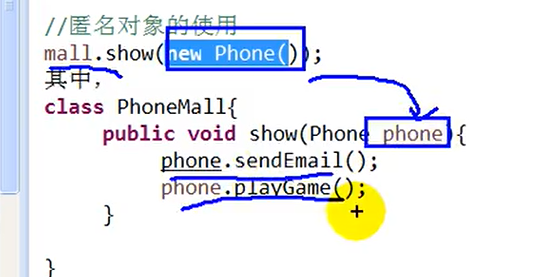 //匿名对象的使用
mall.show(new Phone());
其中,
class PhoneMall{
public void show(Phone phone){
phone.sendEmail();
phone.playGame();
}
}